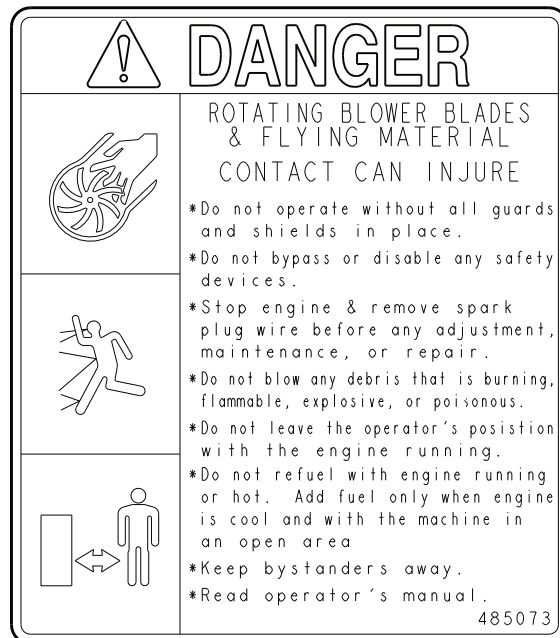 DANGER
ROTATING BLOWER BLADES
& FLYING MATERIAL
CONTACT CAN INJURE
*Do not operate without all guards
and shields in place.
*Do not bypass or disable any safety
devices.
*Stop engine & remove spark
plug wire before any adjustment,
maintenance, or repair.
*Do not blow any debris that is burning,
flammable, explosive, or poisonous.
*Do not leave the operator's posistion
with the engine running.
*Do not refuel with engine running
or hot. Add fuel only when engine
is cool and with the machine in
an open area
*Keep bystanders away.
*Read operator's manual.
485073